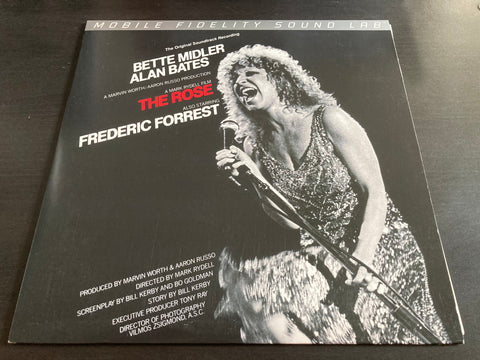 MOBILE FIDELITY SOUND LAB
The Original Soundtrack Recording
BETTE MIDLER
ALAN BATES
A MARVIN WORTH/AARON RUSSO PRODUCTION
A MARK RYDELL FILM
THE ROSE
ALSO STARRING
FREDERIC FORREST
PRODUCED BY MARVIN WORTH & AARON RUSSO
DIRECTED BY MARK RYDELL
SCREENPLAY BY BILL KERBY AND BO GOLDMAN
STORY BY BILL KERBY
EXECUTIVE PRODUCER TONY RAY
DIRECTOR OF PHOTOGRAPHY
VILMOS ZSIGMOND, A.S.C.